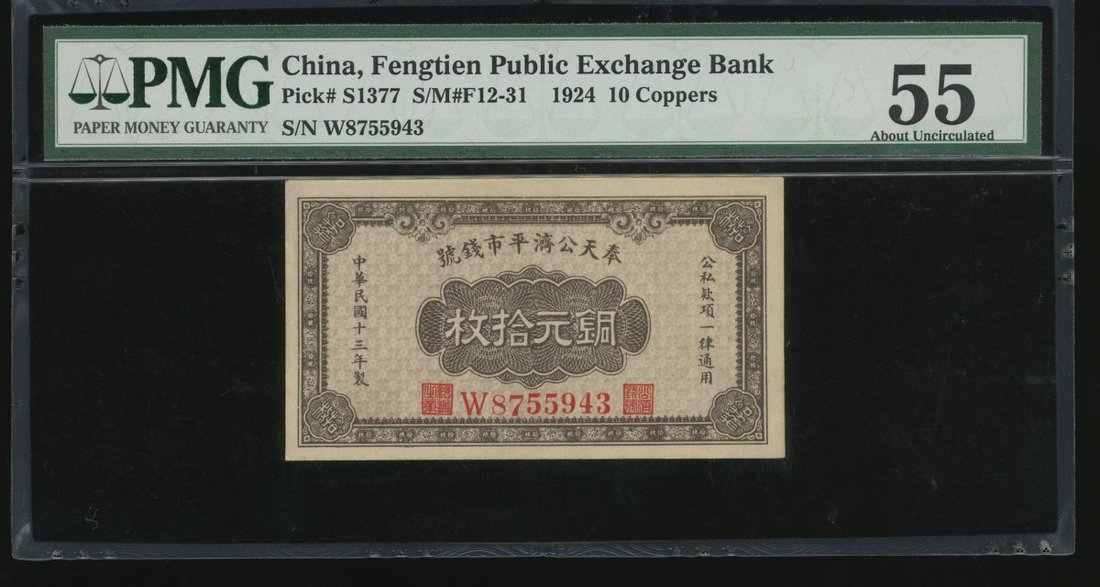 PMG
PAPER MONEY GUARANTY
China, Fengtien Public Exchange Bank
Pick# S1377 S/M#F12-31 1924 10 Coppers
S/N W8755943
55
About Uncirculated
奉天公濟平市錢號
公私款項一律通用
銅元拾枚
中華民國十三年製
W8755943